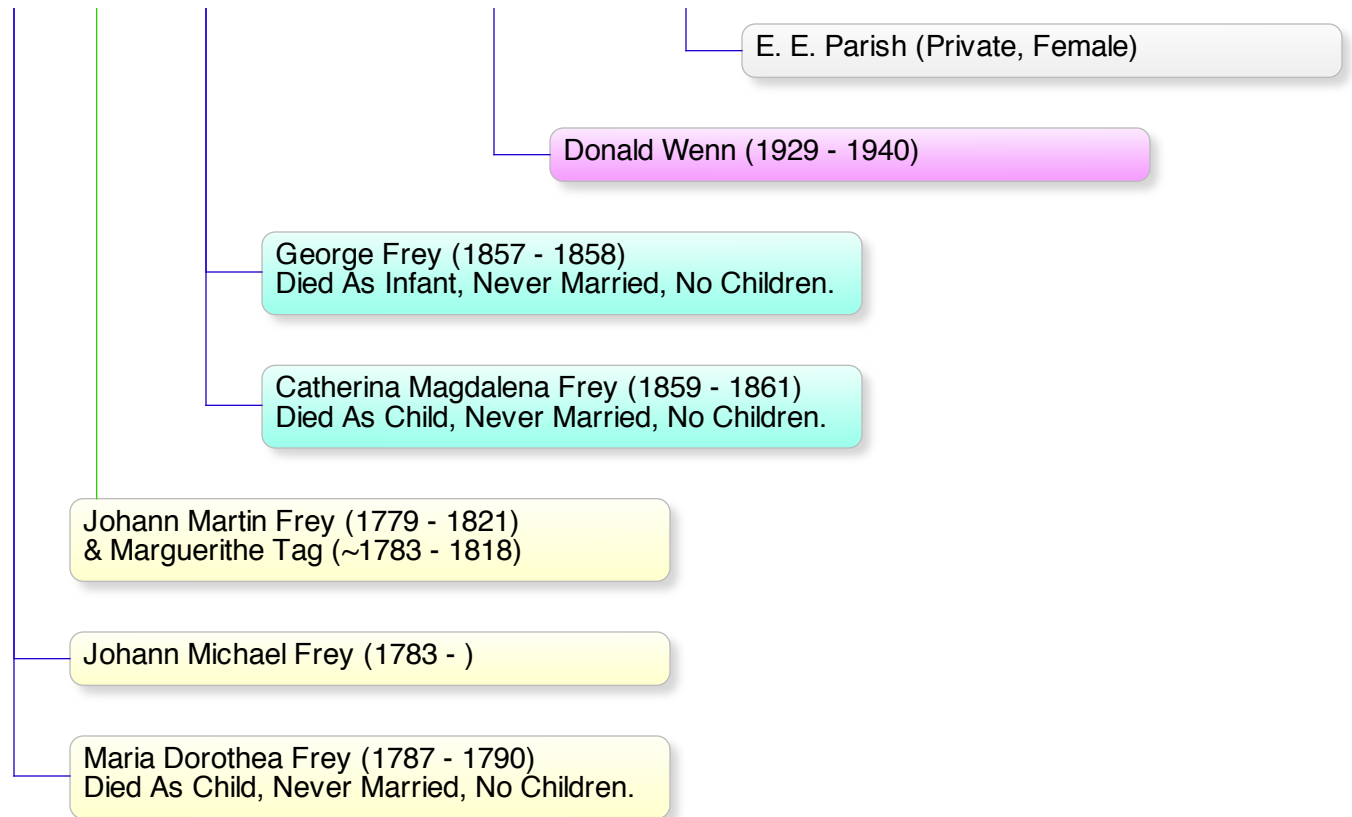 E. E. Parish (Private, Female)
Donald Wenn (1929 - 1940)
George Frey (1857 - 1858)
Died As Infant, Never Married, No Children.
Catherina Magdalena Frey (1859 - 1861)
Died As Child, Never Married, No Children.
Johann Martin Frey (1779 - 1821)
& Marguerithe Tag (~1783 - 1818)
Johann Michael Frey (1783 - )
Maria Dorothea Frey (1787 - 1790)
Died As Child, Never Married, No Children.